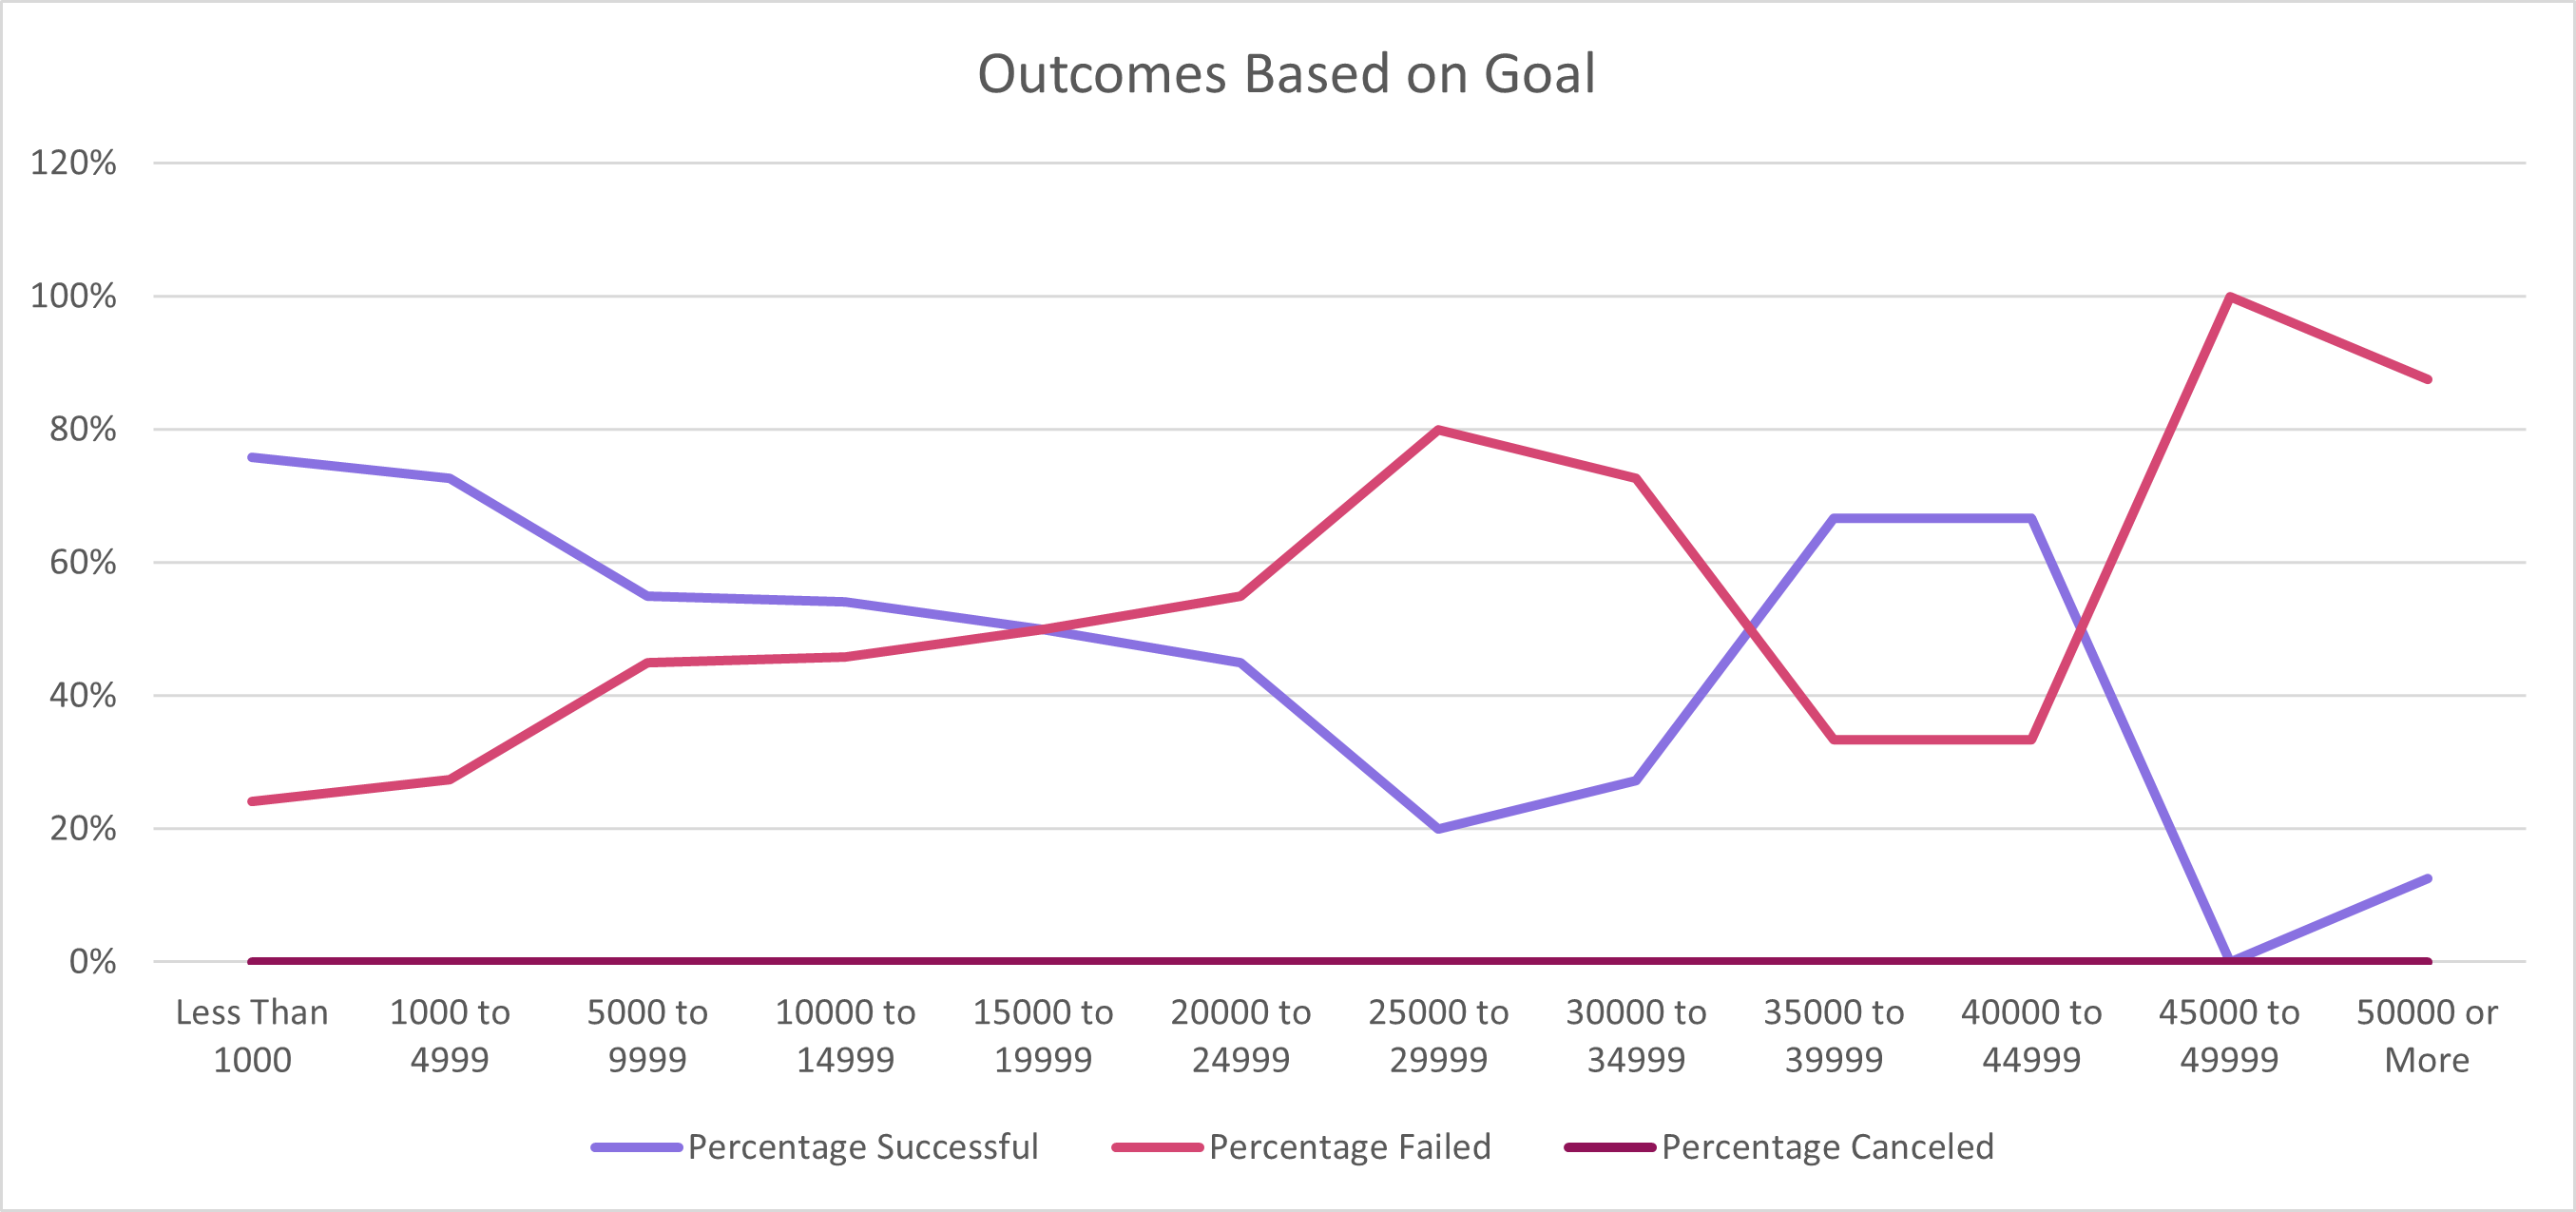 Outcomes Based on Goal
120%
100%
80%
60%
40%
20%
0%
Less Than
1000
1000 to
4999
5000 to
9999
10000 to
14999
15000 to
19999
20000 to
24999
25000 to
29999
30000 to
34999
35000 to
39999
40000 to
44999
45000 to
49999
50000 or
More
Percentage Successful
Percentage Failed
Percentage Canceled